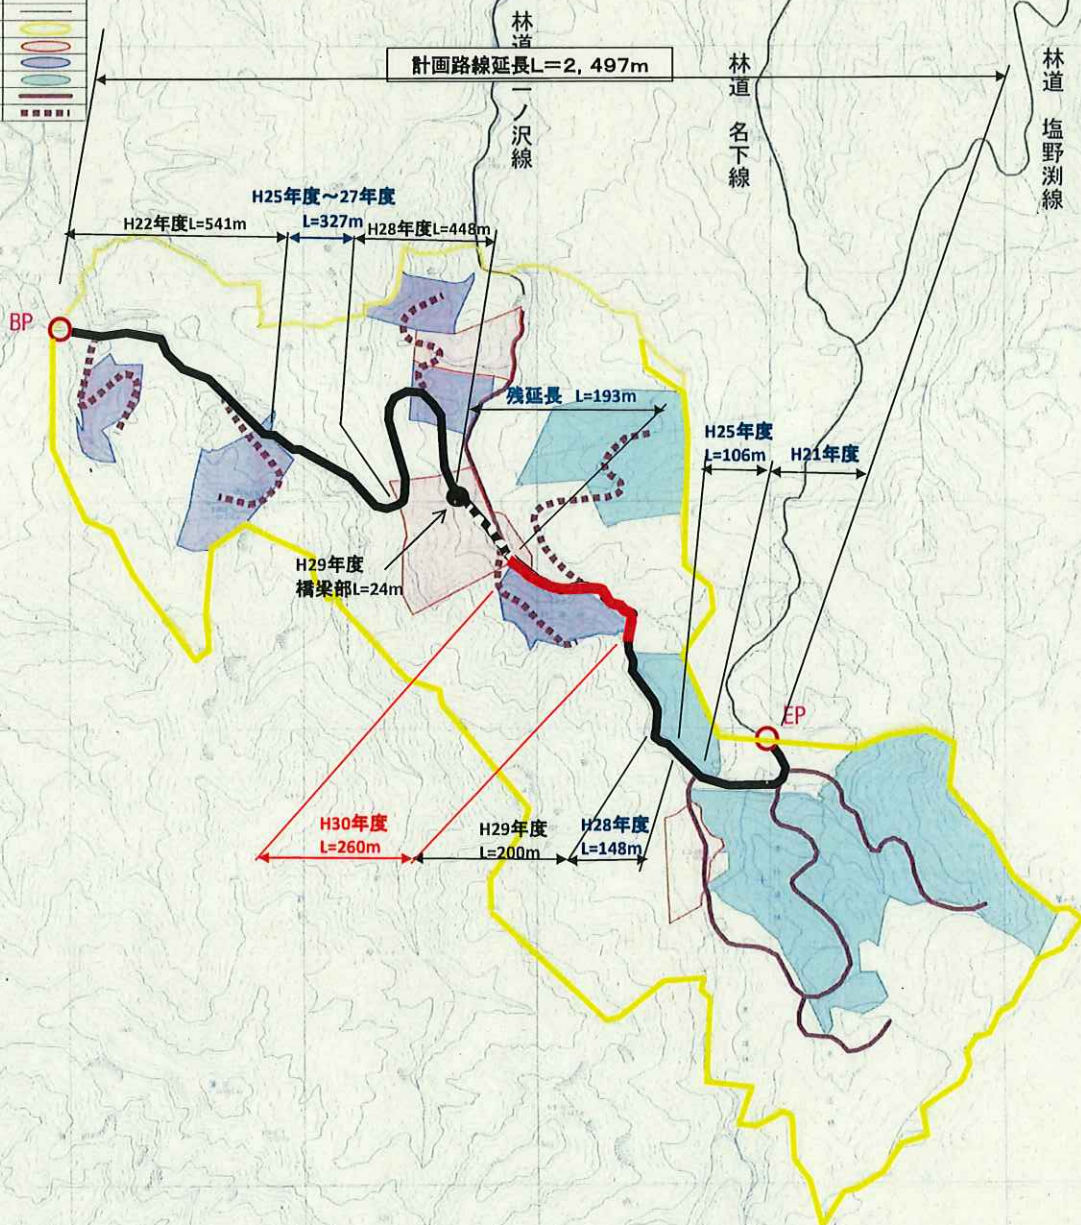 計画路線延長L=2,497m
林道 一ノ沢線
林道 名下線
林道 塩野渕線
H22年度L=541m
H25年度～27年度
L=327m
H28年度L=448m
BP
残延長 L=193m
H25年度
L=106m
H21年度
H29年度
橋梁部L=24m
EP
H30年度
L=260m
H29年度
L=200m
H28年度
L=148m